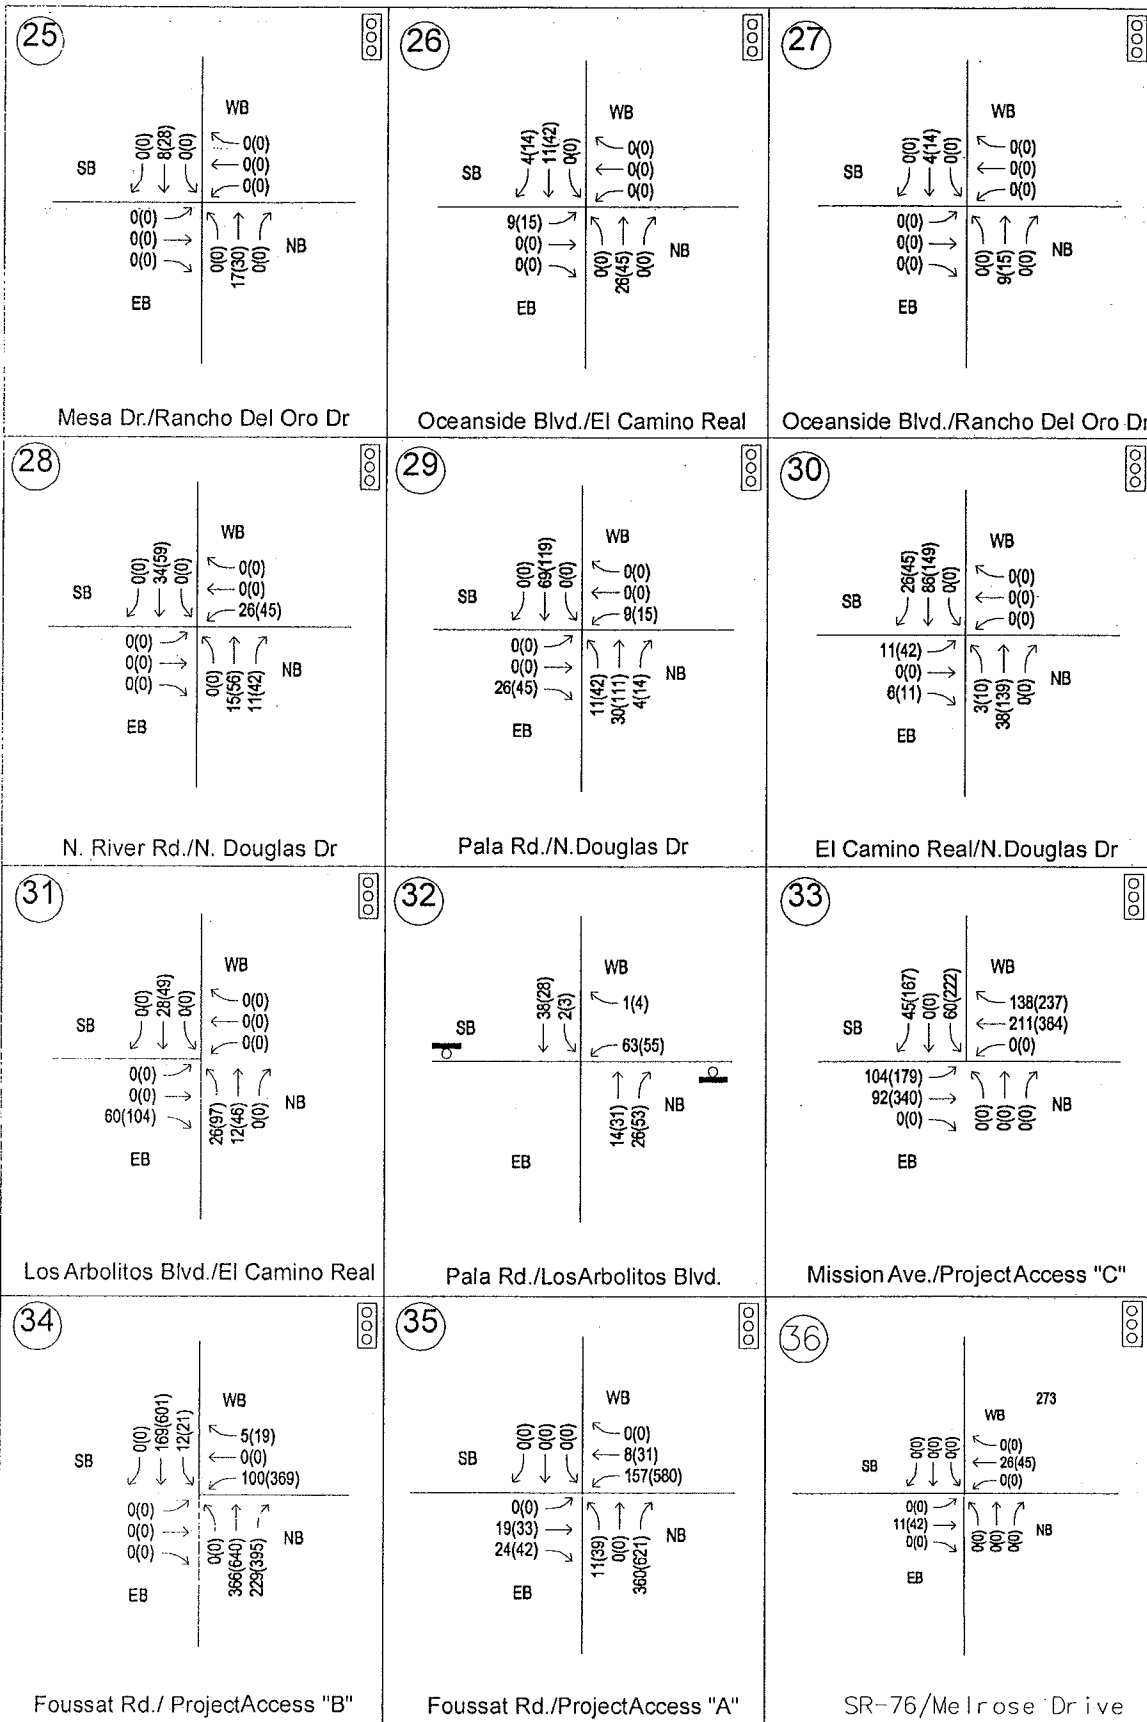 25
WB
SB
0(0)
8(28)
0(0)
0(0)
0(0)
0(0)
0(0)
0(0)
0(0)
0(0)
17(30)
0(0)
NB
EB
Mesa Dr./Rancho Del Oro Dr
26
WB
SB
4(14)
11(42)
0(0)
0(0)
0(0)
0(0)
9(15)
0(0)
0(0)
0(0)
26(45)
0(0)
NB
EB
Oceanside Blvd./El Camino Real
27
WB
SB
0(0)
4(14)
0(0)
0(0)
0(0)
0(0)
0(0)
0(0)
0(0)
0(0)
9(15)
0(0)
NB
EB
Oceanside Blvd./Rancho Del Oro Dr
28
WB
SB
0(0)
34(59)
0(0)
0(0)
0(0)
26(45)
0(0)
0(0)
0(0)
0(0)
15(56)
11(42)
NB
EB
N. River Rd./N. Douglas Dr
29
WB
SB
0(0)
69(119)
0(0)
0(0)
0(0)
9(15)
0(0)
0(0)
26(45)
11(42)
30(111)
4(14)
NB
EB
Pala Rd./N.Douglas Dr
30
WB
SB
26(45)
86(149)
0(0)
0(0)
0(0)
0(0)
11(42)
0(0)
6(11)
3(10)
38(139)
0(0)
NB
EB
El Camino Real/N.Douglas Dr
31
WB
SB
0(0)
28(49)
0(0)
0(0)
0(0)
0(0)
0(0)
0(0)
60(104)
26(97)
12(46)
0(0)
NB
EB
Los Arbolitos Blvd./El Camino Real
32
WB
SB
38(28)
2(3)
1(4)
63(55)
14(31)
26(53)
NB
EB
Pala Rd./LosArbolitos Blvd.
33
WB
SB
45(167)
0(0)
60(222)
138(237)
211(364)
0(0)
104(179)
92(340)
0(0)
0(0)
0(0)
0(0)
NB
EB
Mission Ave./ProjectAccess "C"
34
WB
SB
0(0)
169(601)
12(21)
5(19)
0(0)
100(369)
0(0)
0(0)
0(0)
0(0)
366(640)
229(395)
NB
EB
Foussat Rd./ ProjectAccess "B"
35
WB
SB
0(0)
0(0)
0(0)
0(0)
8(31)
157(580)
0(0)
19(33)
24(42)
11(39)
0(0)
360(621)
NB
EB
Foussat Rd./ProjectAccess "A"
36
273
WB
SB
0(0)
0(0)
0(0)
0(0)
26(45)
0(0)
0(0)
11(42)
0(0)
0(0)
0(0)
0(0)
NB
EB
SR-76/Melrose Drive